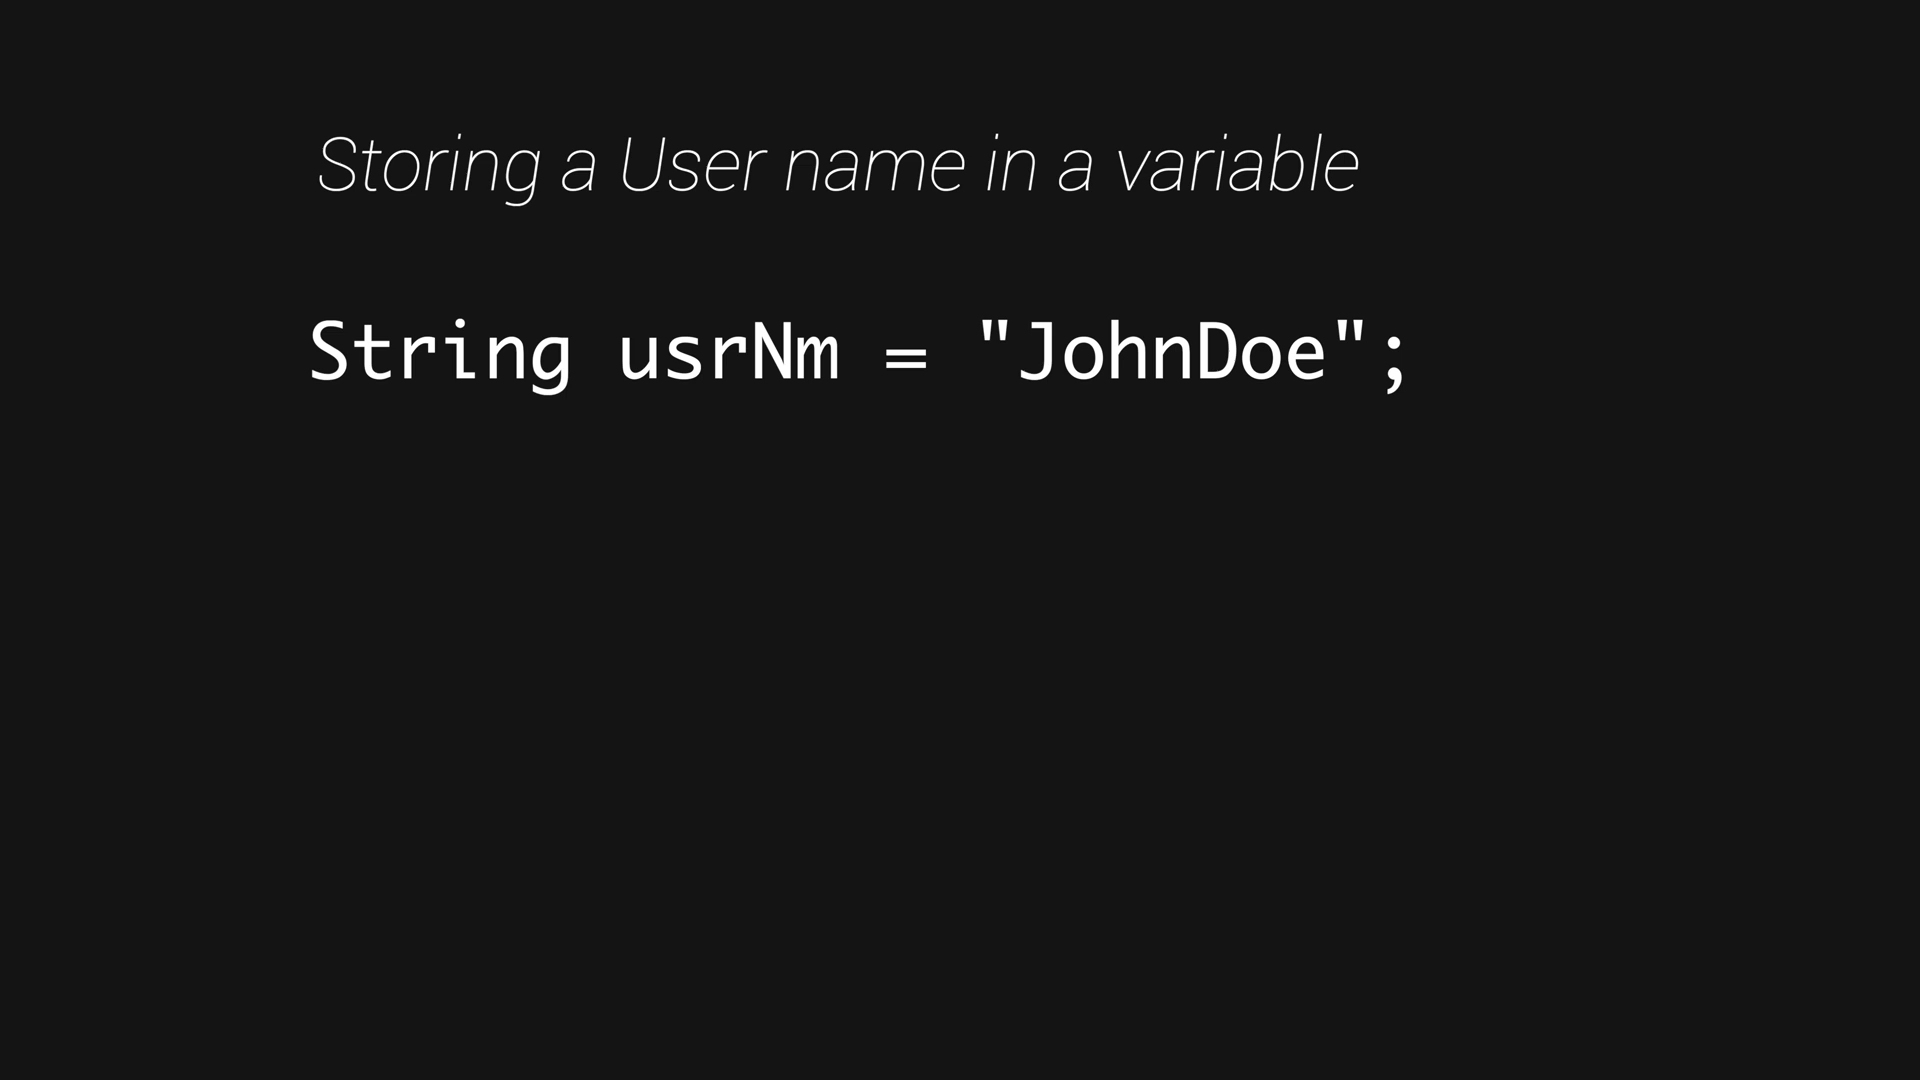 Storing a User name in a variable
String usrNm = "JohnDoe";